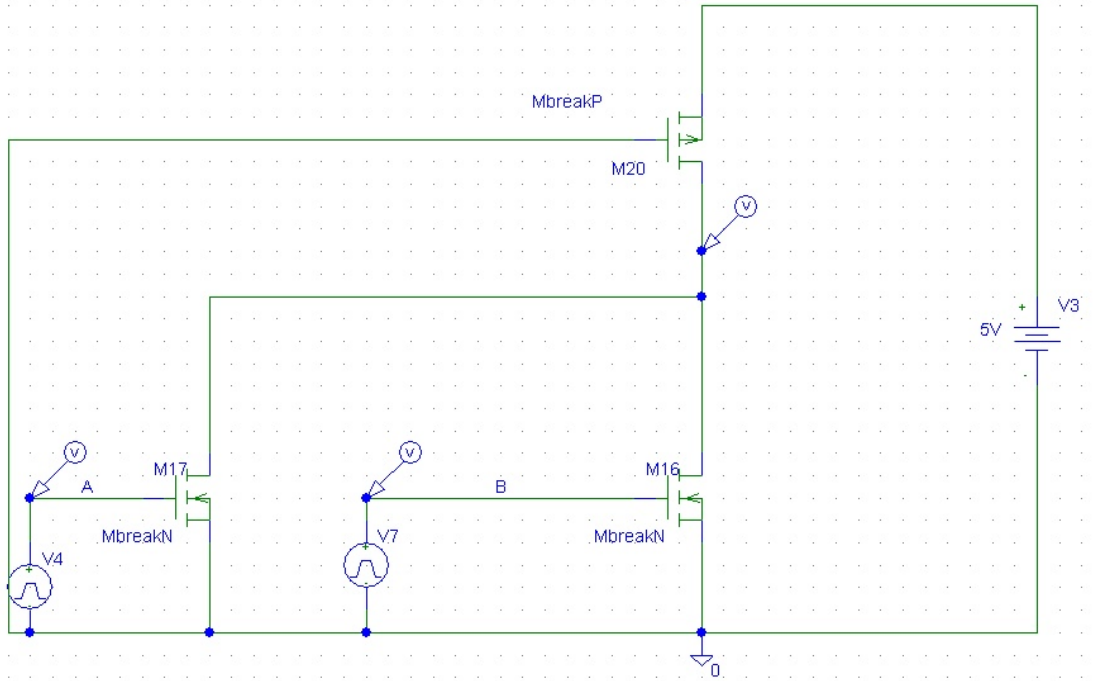 MbreakP
M20
V
+
V3
5V
-
V
V
M17
A
M16
B
MbreakN
MbreakN
V4
+
V7
+
0